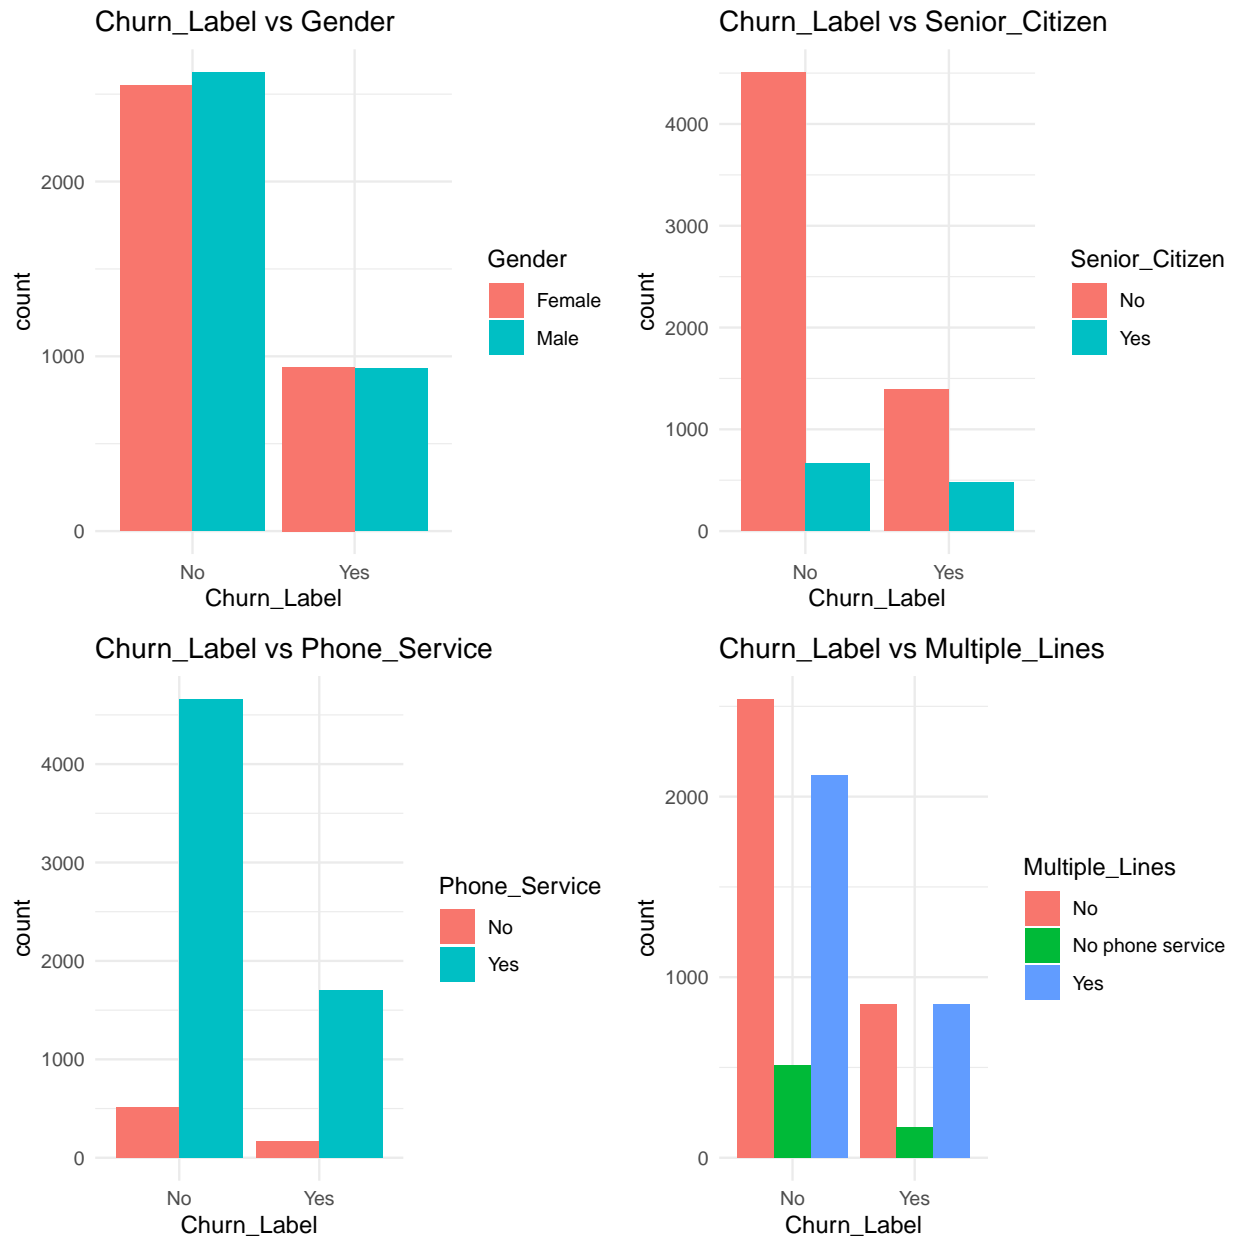 Churn_Label vs Gender
count
2000
1000
0
No
Yes
Churn_Label
Gender
Female
Male
Churn_Label vs Senior_Citizen
count
4000
3000
2000
1000
0
No
Yes
Churn_Label
Senior_Citizen
No
Yes
Churn_Label vs Phone_Service
count
4000
3000
2000
1000
0
No
Yes
Churn_Label
Phone_Service
No
Yes
Churn_Label vs Multiple_Lines
count
2000
1000
0
No
Yes
Churn_Label
Multiple_Lines
No
No phone service
Yes